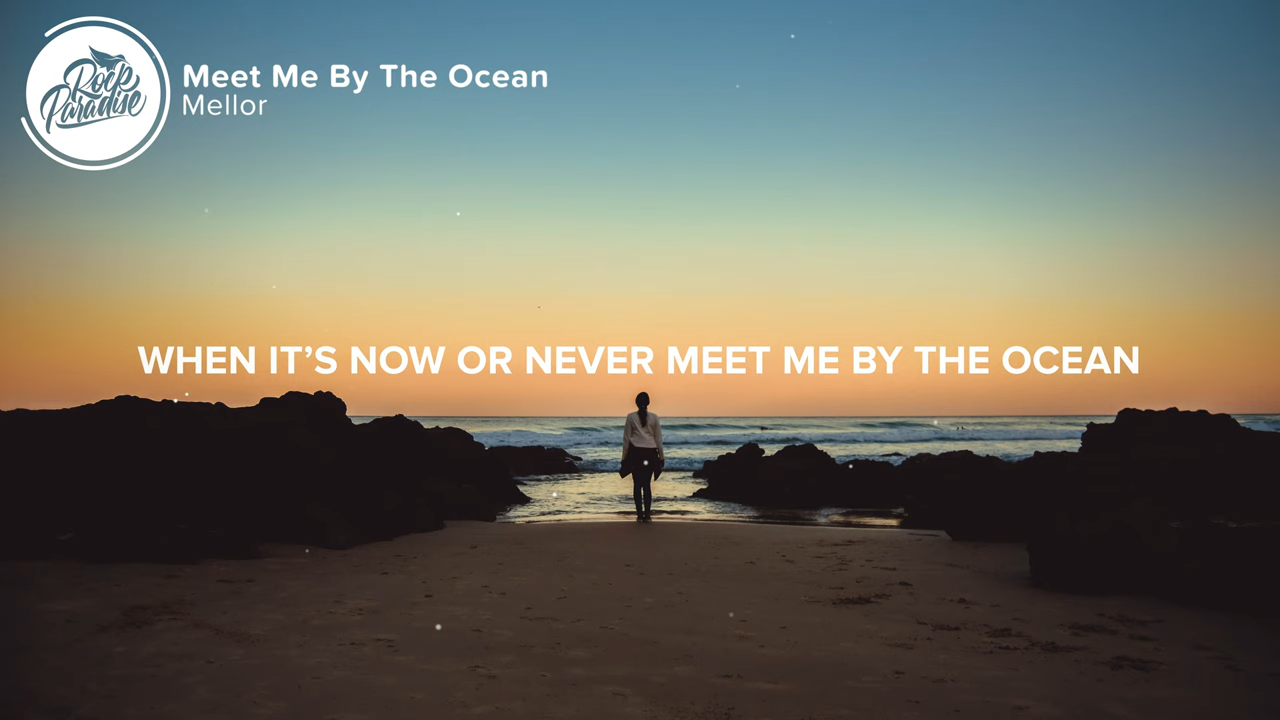 Rock
Paradise
Meet Me By The Ocean
Mellor
WHEN IT’S NOW OR NEVER MEET ME BY THE OCEAN